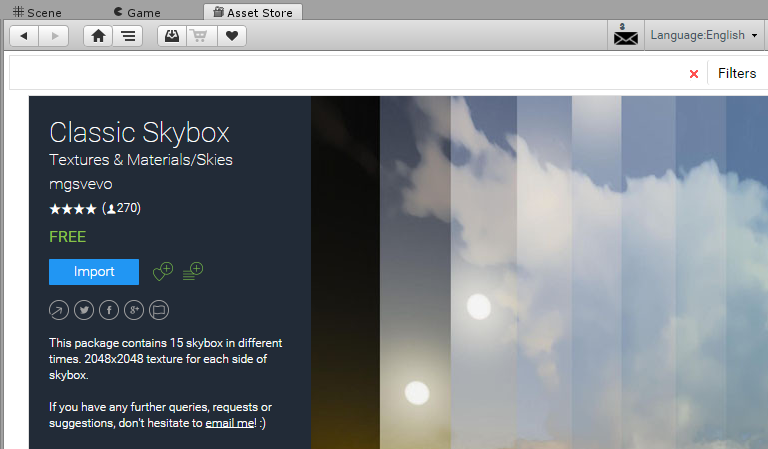 Scene Game Asset Store
3
Language:English
Filters
Classic Skybox
Textures & Materials/Skies
mgsvevo
(270)
FREE
Import
This package contains 15 skybox in different
times. 2048x2048 texture for each side of
skybox.
If you have any further queries, requests or
suggestions, don't hesitate to email me! :)